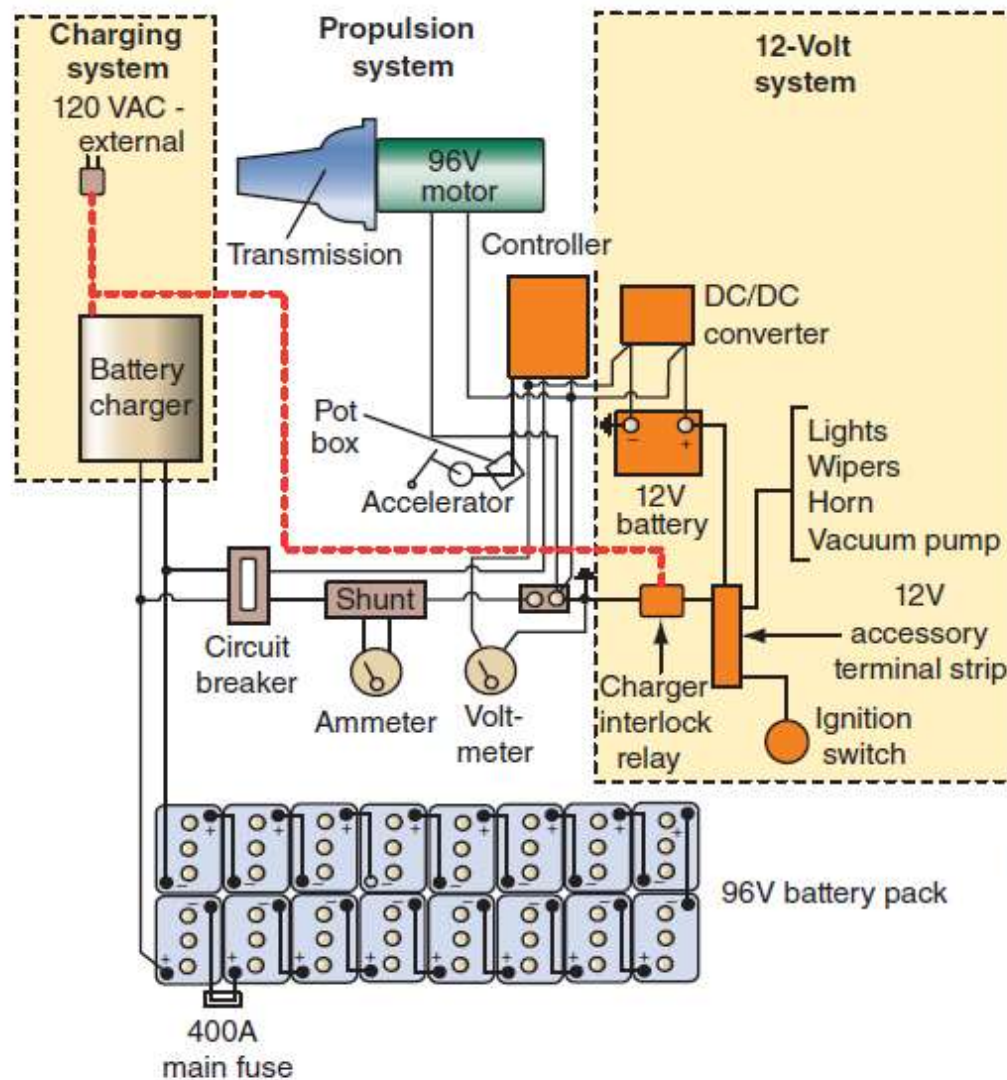 Charging
system
120 VAC -
external
Propulsion
system
12-Volt
system
96V
motor
Transmission
Controller
DC/DC
converter
Battery
charger
Pot
box
Accelerator
– +
12V
battery
Lights
Wipers
Horn
Vacuum pump
Circuit
breaker
Shunt
Ammeter
Volt-
meter
Charger
interlock
relay
12V
accessory
terminal strip
Ignition
switch
+ + + + + + + +
– – – – – – – –
96V battery pack
– – – – – – – –
+ + + + + + + +
400A
main fuse